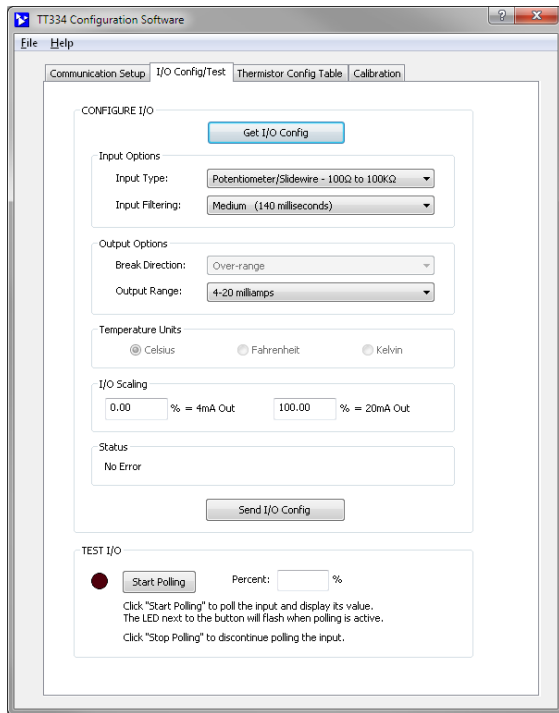 TT334 Configuration Software
File Help
Communication Setup I/O Config/Test Thermistor Config Table Calibration
CONFIGURE I/O
Get I/O Config
Input Options
Input Type: Potentiometer/Slidewire - 100Ω to 100KΩ
Input Filtering: Medium (140 milliseconds)
Output Options
Break Direction: Over-range
Output Range: 4-20 milliamps
Temperature Units
Celsius Fahrenheit Kelvin
I/O Scaling
0.00 % = 4mA Out 100.00 % = 20mA Out
Status
No Error
Send I/O Config
TEST I/O
Start Polling Percent: %
Click "Start Polling" to poll the input and display its value.
The LED next to the button will flash when polling is active.
Click "Stop Polling" to discontinue polling the input.